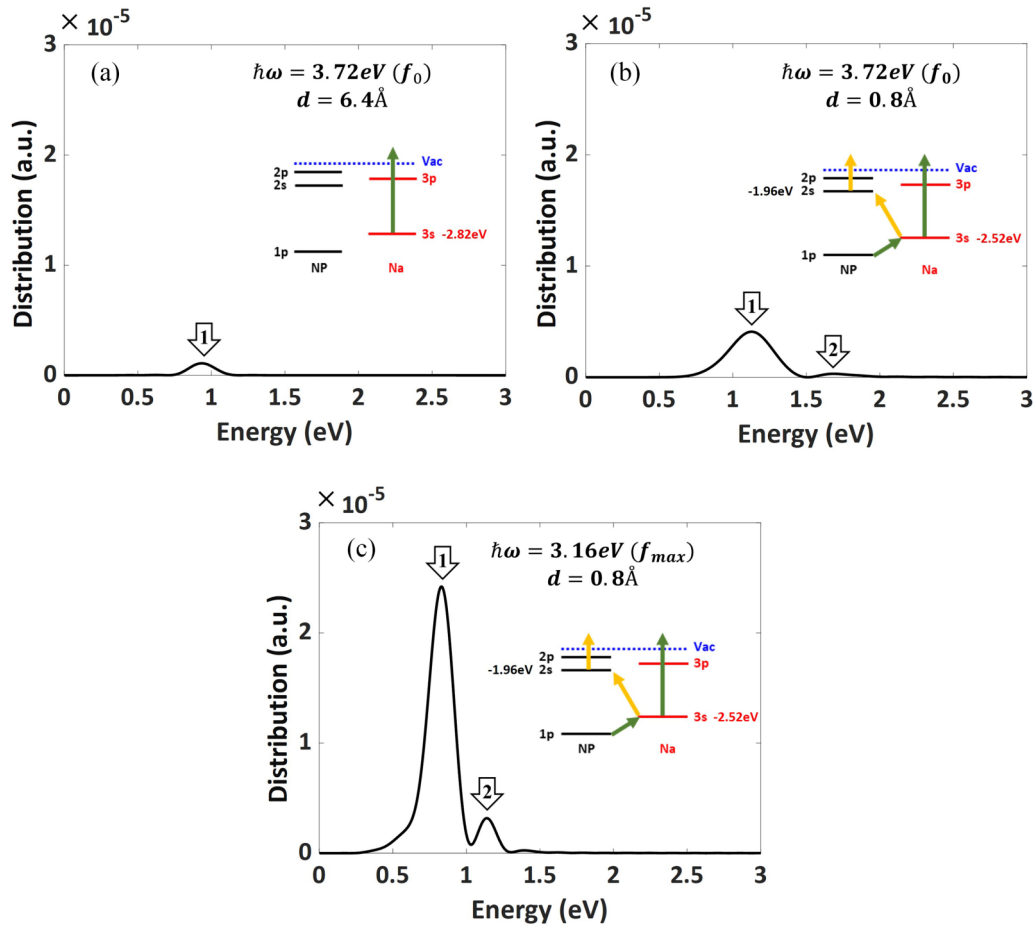 × 10⁻⁵
(a)
ħω = 3.72eV (f₀)
d = 6.4Å
Distribution (a.u.)
3
2
1
0
Vac
2p
2s
3p
3s -2.82eV
1p
NP
Na
1
0 0.5 1 1.5 2 2.5 3
Energy (eV)
× 10⁻⁵
(b)
ħω = 3.72eV (f₀)
d = 0.8Å
Distribution (a.u.)
3
2
1
0
Vac
2p
-1.96eV 2s
3p
3s -2.52eV
1p
NP
Na
1
2
0 0.5 1 1.5 2 2.5 3
Energy (eV)
× 10⁻⁵
(c)
ħω = 3.16eV (fₘₐₓ)
d = 0.8Å
Distribution (a.u.)
3
2
1
0
1
Vac
2p
-1.96eV 2s
3p
3s -2.52eV
1p
NP
Na
2
0 0.5 1 1.5 2 2.5 3
Energy (eV)